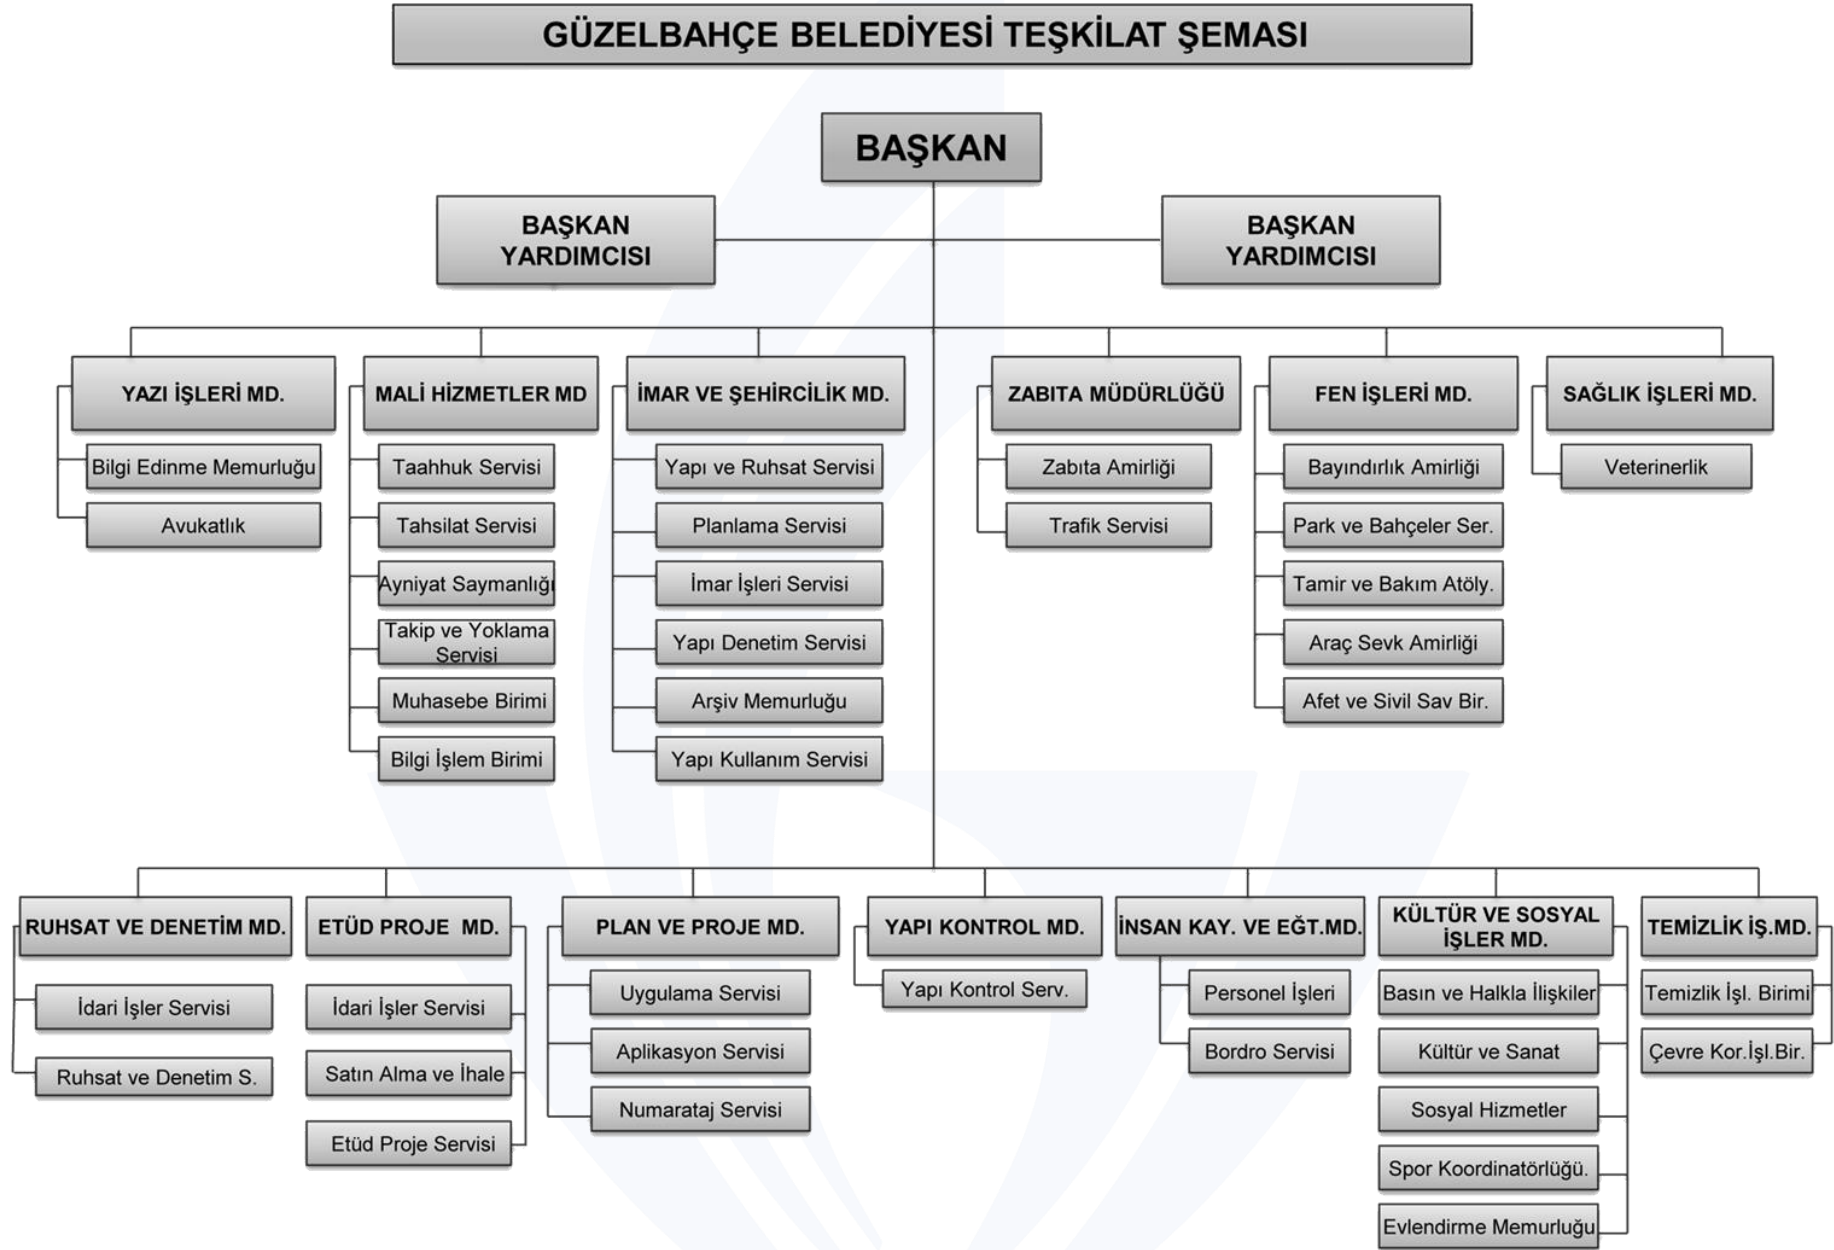 GÜZELBAHÇE BELEDİYESİ TEŞKİLAT ŞEMASI
BAŞKAN
BAŞKAN
YARDIMCISI
BAŞKAN
YARDIMCISI
YAZI İŞLERİ MD.
Bilgi Edinme Memurluğu
Avukatlık
MALİ HİZMETLER MD
Taahhuk Servisi
Tahsilat Servisi
Ayniyat Saymanlığı
Takip ve Yoklama
Servisi
Muhasebe Birimi
Bilgi İşlem Birimi
İMAR VE ŞEHİRCİLİK MD.
Yapı ve Ruhsat Servisi
Planlama Servisi
İmar İşleri Servisi
Yapı Denetim Servisi
Arşiv Memurluğu
Yapı Kullanım Servisi
ZABITA MÜDÜRLÜĞÜ
Zabıta Amirliği
Trafik Servisi
FEN İŞLERİ MD.
Bayındırlık Amirliği
Park ve Bahçeler Ser.
Tamir ve Bakım Atöly.
Araç Sevk Amirliği
Afet ve Sivil Sav Bir.
SAĞLIK İŞLERİ MD.
Veterinerlik
RUHSAT VE DENETİM MD.
İdari İşler Servisi
Ruhsat ve Denetim S.
ETÜD PROJE MD.
İdari İşler Servisi
Satın Alma ve İhale
Etüd Proje Servisi
PLAN VE PROJE MD.
Uygulama Servisi
Aplikasyon Servisi
Numarataj Servisi
YAPI KONTROL MD.
Yapı Kontrol Serv.
İNSAN KAY. VE EĞT.MD.
Personel İşleri
Bordro Servisi
KÜLTÜR VE SOSYAL
İŞLER MD.
Basın ve Halkla İlişkiler
Kültür ve Sanat
Sosyal Hizmetler
Spor Koordinatörlüğü.
Evlendirme Memurluğu
TEMİZLİK İŞ.MD.
Temizlik İşl. Birimi
Çevre Kor.İşl.Bir.